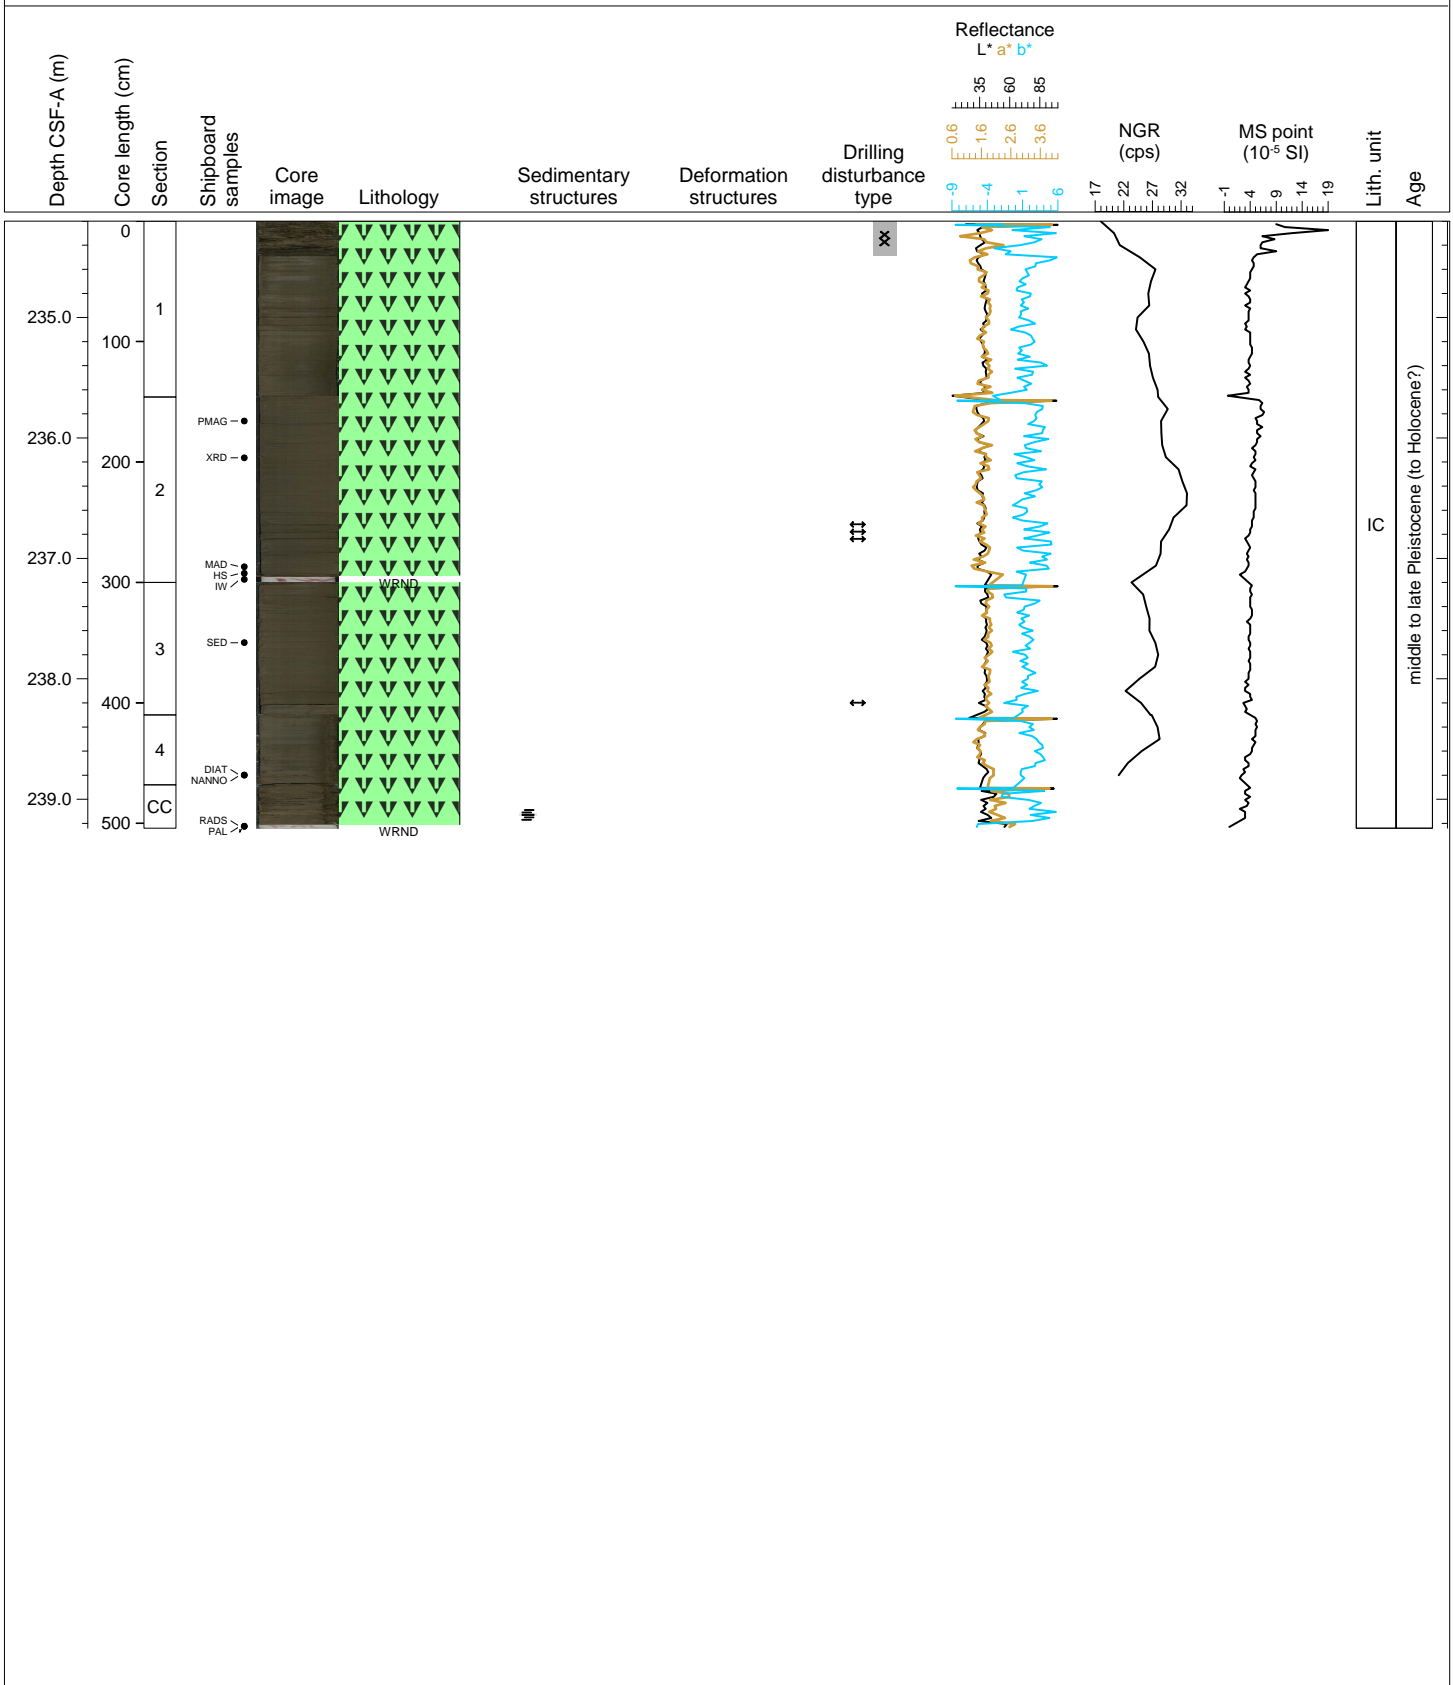 Depth CSF-A (m)
Core length (cm)
Section
Shipboard
samples
Core
image
Lithology
Sedimentary
structures
Deformation
structures
Drilling
disturbance
type
Reflectance
L* a* b*
35 60 85
0.6 1.6 2.6 3.6
-9 -4 1 6
NGR
(cps)
17 22 27 32
MS point
(10⁻⁵ SI)
-1 4 9 14 19
Lith. unit
Age
0
1
235.0
100
PMAG
236.0
XRD
200
2
IC
237.0
MAD
HS
IW
300
WRND
SED
3
middle to late Pleistocene (to Holocene?)
238.0
400
4
DIAT
NANNO
239.0
CC
RADS
500
PAL
WRND